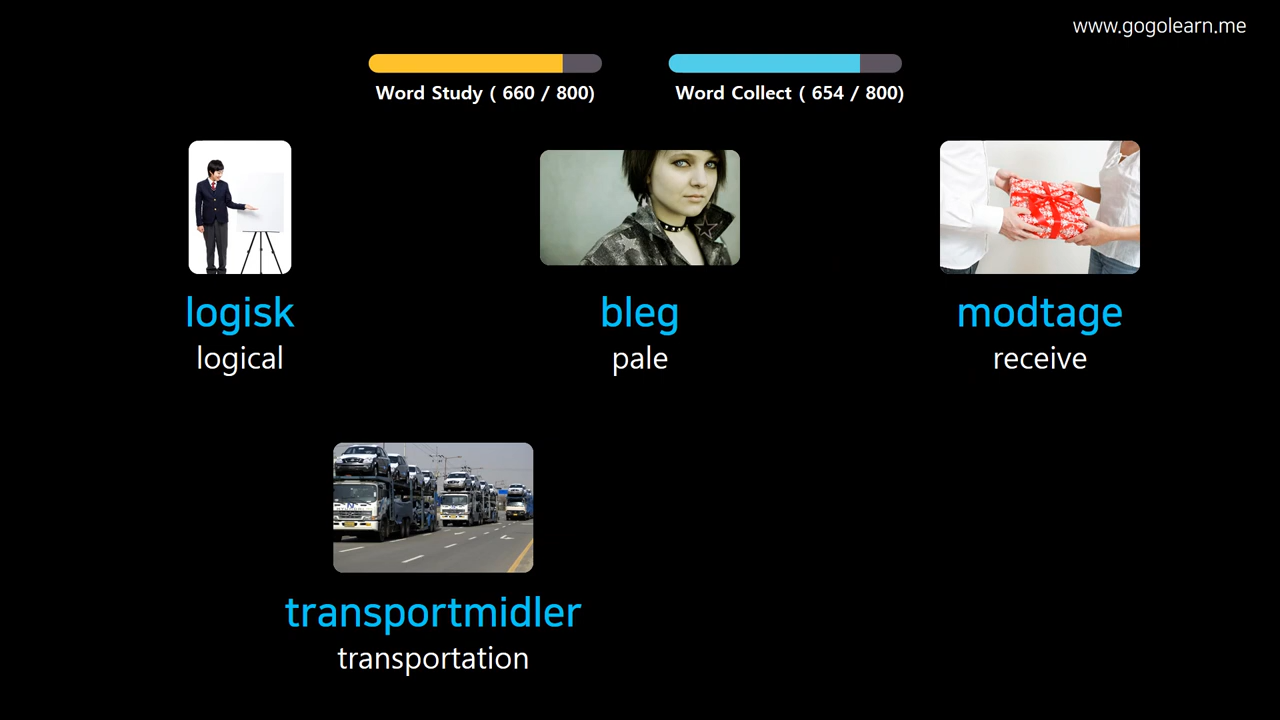 www.gogolearn.me
Word Study ( 660 / 800)
Word Collect ( 654 / 800)
logisk
logical
bleg
pale
modtage
receive
transportmidler
transportation